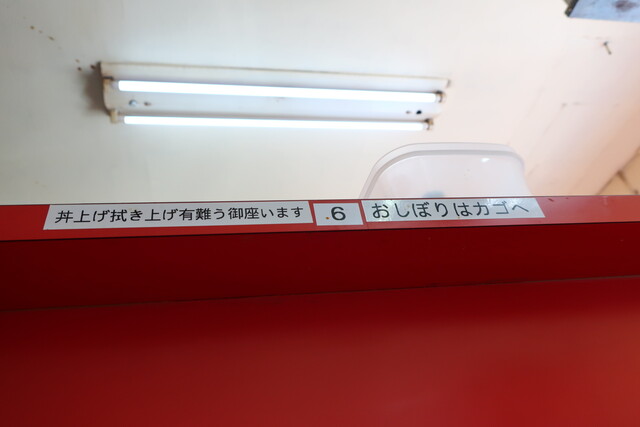 丼上げ拭き上げ有難う御座います
.6
おしぼりはカゴへ